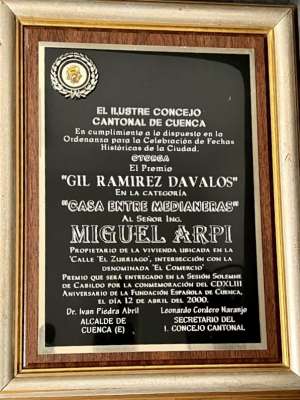 EL ILUSTRE CONCEJO
CANTONAL DE CUENCA
En cumplimiento a lo dispuesto en la
Ordenanza para la Celebración de Fechas
Históricas de la Ciudad.
OTORGA
El Premio
"GIL RAMIREZ DAVALOS"
EN LA CATEGORÍA
"CASA ENTRE MEDIANERAS"
AL SEÑOR ING.
MIGUEL ARPI
PROPIETARIO DE LA VIVIENDA UBICADA EN LA
'CALLE 'EL ZURRIAGO', INTERSECCIÓN CON LA
DENOMINADA 'EL COMERCIO'
PREMIO QUE SERÁ ENTREGADO EN LA SESIÓN SOLEMNE
DE CABILDO POR LA CONMEMORACIÓN DEL CDXLIII
ANIVERSARIO DE LA FUNDACIÓN ESPAÑOLA DE CUENCA,
EL DÍA 12 DE ABRIL DE 2000.
Dr. Ivan Piedra Abril
ALCALDE DE
CUENCA (E)
Leonardo Cordero Naranjo
SECRETARIO DEL
I. CONCEJO CANTONAL